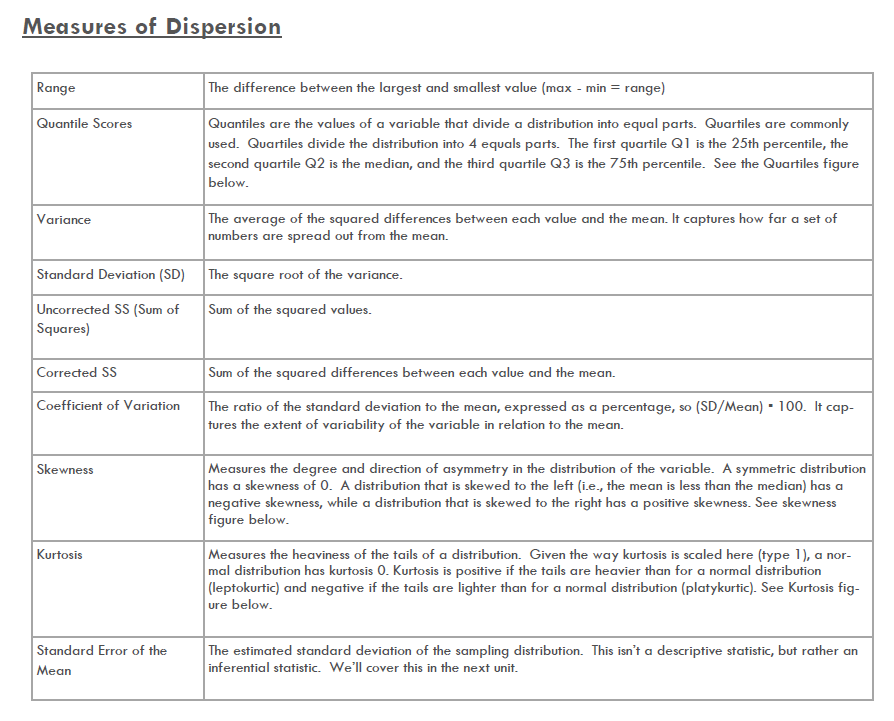 Measures of Dispersion
Range
The difference between the largest and smallest value (max - min = range)
Quantile Scores
Quantiles are the values of a variable that divide a distribution into equal parts.  Quartiles are commonly
used.  Quartiles divide the distribution into 4 equals parts.  The first quartile Q1 is the 25th percentile, the
second quartile Q2 is the median, and the third quartile Q3 is the 75th percentile.  See the Quartiles figure
below.
Variance
The average of the squared differences between each value and the mean. It captures how far a set of
numbers are spread out from the mean.
Standard Deviation (SD)
The square root of the variance.
Uncorrected SS (Sum of
Squares)
Sum of the squared values.
Corrected SS
Sum of the squared differences between each value and the mean.
Coefficient of Variation
The ratio of the standard deviation to the mean, expressed as a percentage, so (SD/Mean) * 100.  It cap-
tures the extent of variability of the variable in relation to the mean.
Skewness
Measures the degree and direction of asymmetry in the distribution of the variable.  A symmetric distribution
has a skewness of 0.  A distribution that is skewed to the left (i.e., the mean is less than the median) has a
negative skewness, while a distribution that is skewed to the right has a positive skewness. See skewness
figure below.
Kurtosis
Measures the heaviness of the tails of a distribution.  Given the way kurtosis is scaled here (type 1), a nor-
mal distribution has kurtosis 0. Kurtosis is positive if the tails are heavier than for a normal distribution
(leptokurtic) and negative if the tails are lighter than for a normal distribution (platykurtic). See Kurtosis fig-
ure below.
Standard Error of the
Mean
The estimated standard deviation of the sampling distribution.  This isn't a descriptive statistic, but rather an
inferential statistic.  We'll cover this in the next unit.